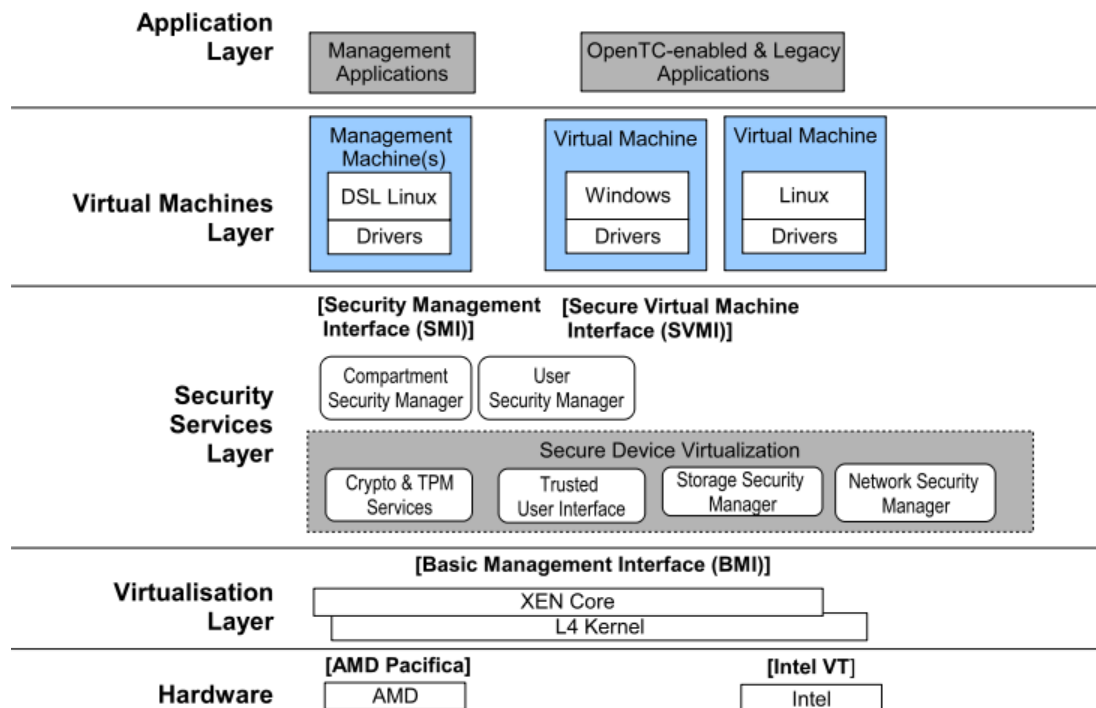 Application
Layer
Management
Applications
OpenTC-enabled & Legacy
Applications
Virtual Machines
Layer
Management
Machine(s)
DSL Linux
Drivers
Virtual Machine
Windows
Drivers
Virtual Machine
Linux
Drivers
Security
Services
Layer
[Security Management
Interface (SMI)]
[Secure Virtual Machine
Interface (SVMI)]
Compartment
Security Manager
User
Security Manager
Secure Device Virtualization
Crypto & TPM
Services
Trusted
User Interface
Storage Security
Manager
Network Security
Manager
Virtualisation
Layer
[Basic Management Interface (BMI)]
XEN Core
L4 Kernel
Hardware
[AMD Pacifica]
AMD
[Intel VT]
Intel